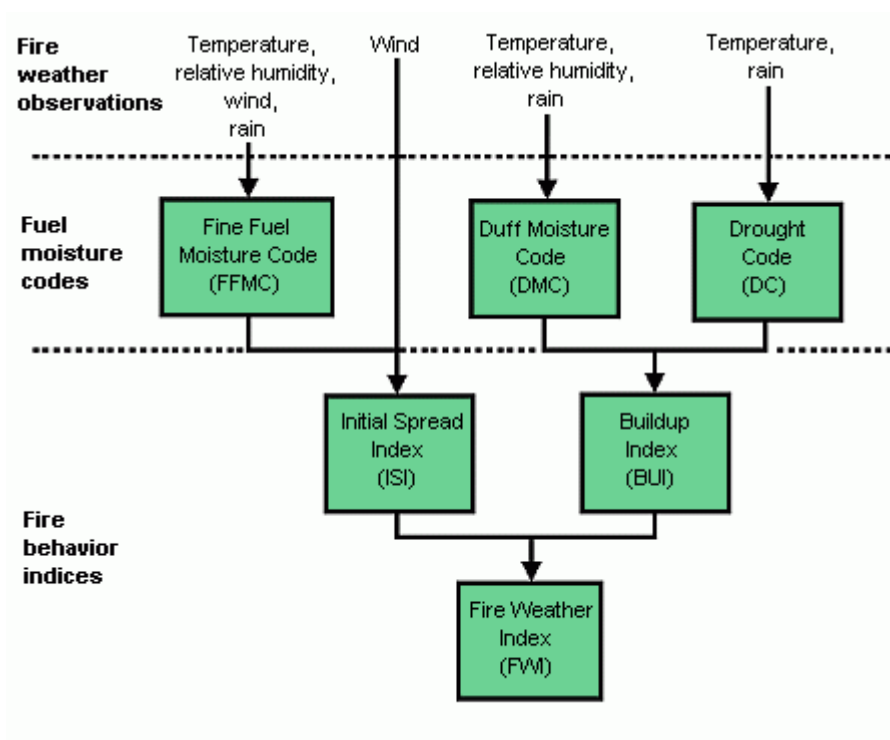 Fire
weather
observations
Temperature,
relative humidity,
wind,
rain
Wind
Temperature,
relative humidity,
rain
Temperature,
rain
Fuel
moisture
codes
Fine Fuel
Moisture Code
(FFMC)
Duff Moisture
Code
(DMC)
Drought
Code
(DC)
Fire
behavior
indices
Initial Spread
Index
(ISI)
Buildup
Index
(BUI)
Fire Weather
Index
(FWI)